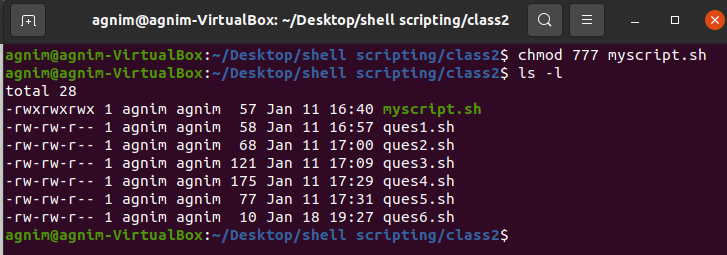 agnim@agnim-VirtualBox: ~/Desktop/shell scripting/class2
agnim@agnim-VirtualBox:~/Desktop/shell scripting/class2$ chmod 777 myscript.sh
agnim@agnim-VirtualBox:~/Desktop/shell scripting/class2$ ls -l
total 28
-rwxrwxrwx 1 agnim agnim  57 Jan 11 16:40 myscript.sh
-rw-rw-r-- 1 agnim agnim  58 Jan 11 16:57 ques1.sh
-rw-rw-r-- 1 agnim agnim  68 Jan 11 17:00 ques2.sh
-rw-rw-r-- 1 agnim agnim 121 Jan 11 17:09 ques3.sh
-rw-rw-r-- 1 agnim agnim 175 Jan 11 17:29 ques4.sh
-rw-rw-r-- 1 agnim agnim  77 Jan 11 17:31 ques5.sh
-rw-rw-r-- 1 agnim agnim  10 Jan 18 19:27 ques6.sh
agnim@agnim-VirtualBox:~/Desktop/shell scripting/class2$